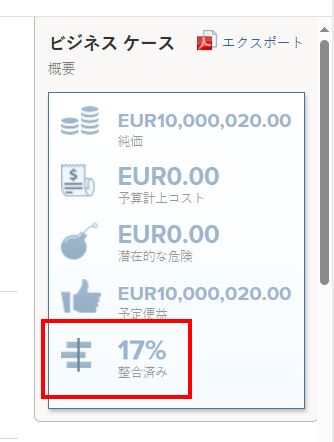 ビジネス ケース エクスポート
概要
EUR10,000,020.00
純価
EUR0.00
予算計上コスト
EUR0.00
潜在的な危険
EUR10,000,020.00
予定便益
17%
整合済み